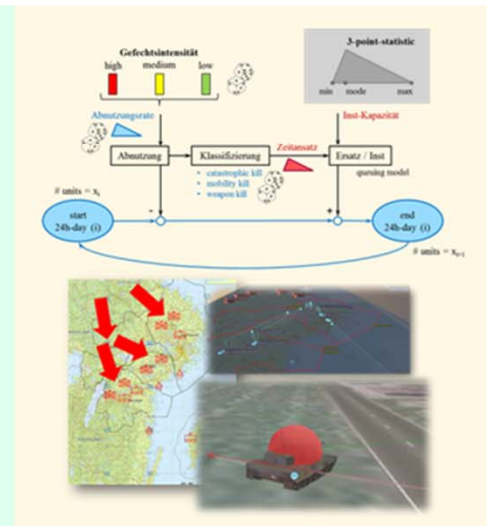 Gefechtsintensität
high medium low
3-point-statistic
min mode max
Abnutzungsrate
Inst-Kapazität
Zeitansatz
Abnutzung
Klassifizierung
Ersatz / Inst
• catastrophic kill
• mobility kill
• weapon kill
queuing model
# units = xᵢ
-
+
start
24h-day (i)
end
24h-day (i)
# units = xᵢ₊₁